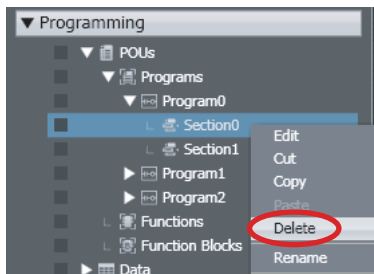 ▼ Programming
▼ POUs
▼ Programs
▼ Program0
Section0
Section1
▶ Program1
▶ Program2
Functions
Function Blocks
▶ Data
Edit
Cut
Copy
Paste
Delete
Rename